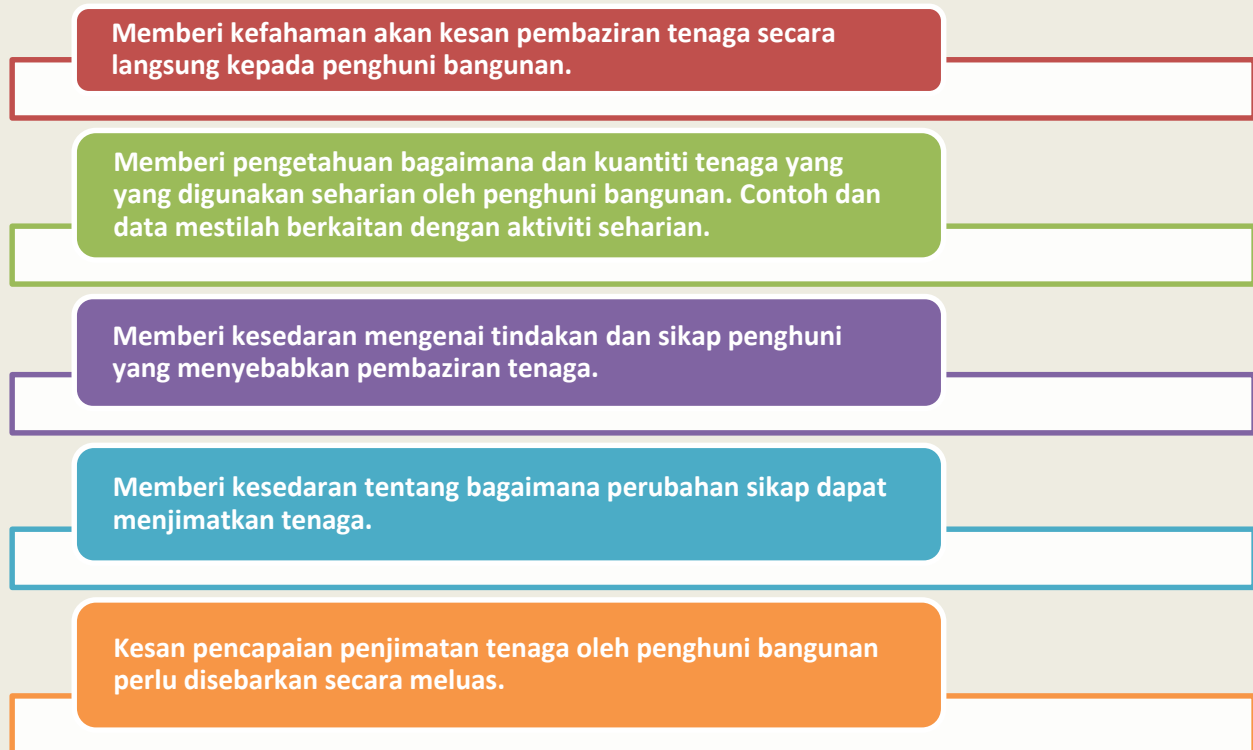 Memberi kefahaman akan kesan pembaziran tenaga secara
langsung kepada penghuni bangunan.
Memberi pengetahuan bagaimana dan kuantiti tenaga yang
yang digunakan seharian oleh penghuni bangunan. Contoh dan
data mestilah berkaitan dengan aktiviti seharian.
Memberi kesedaran mengenai tindakan dan sikap penghuni
yang menyebabkan pembaziran tenaga.
Memberi kesedaran tentang bagaimana perubahan sikap dapat
menjimatkan tenaga.
Kesan pencapaian penjimatan tenaga oleh penghuni bangunan
perlu disebarkan secara meluas.